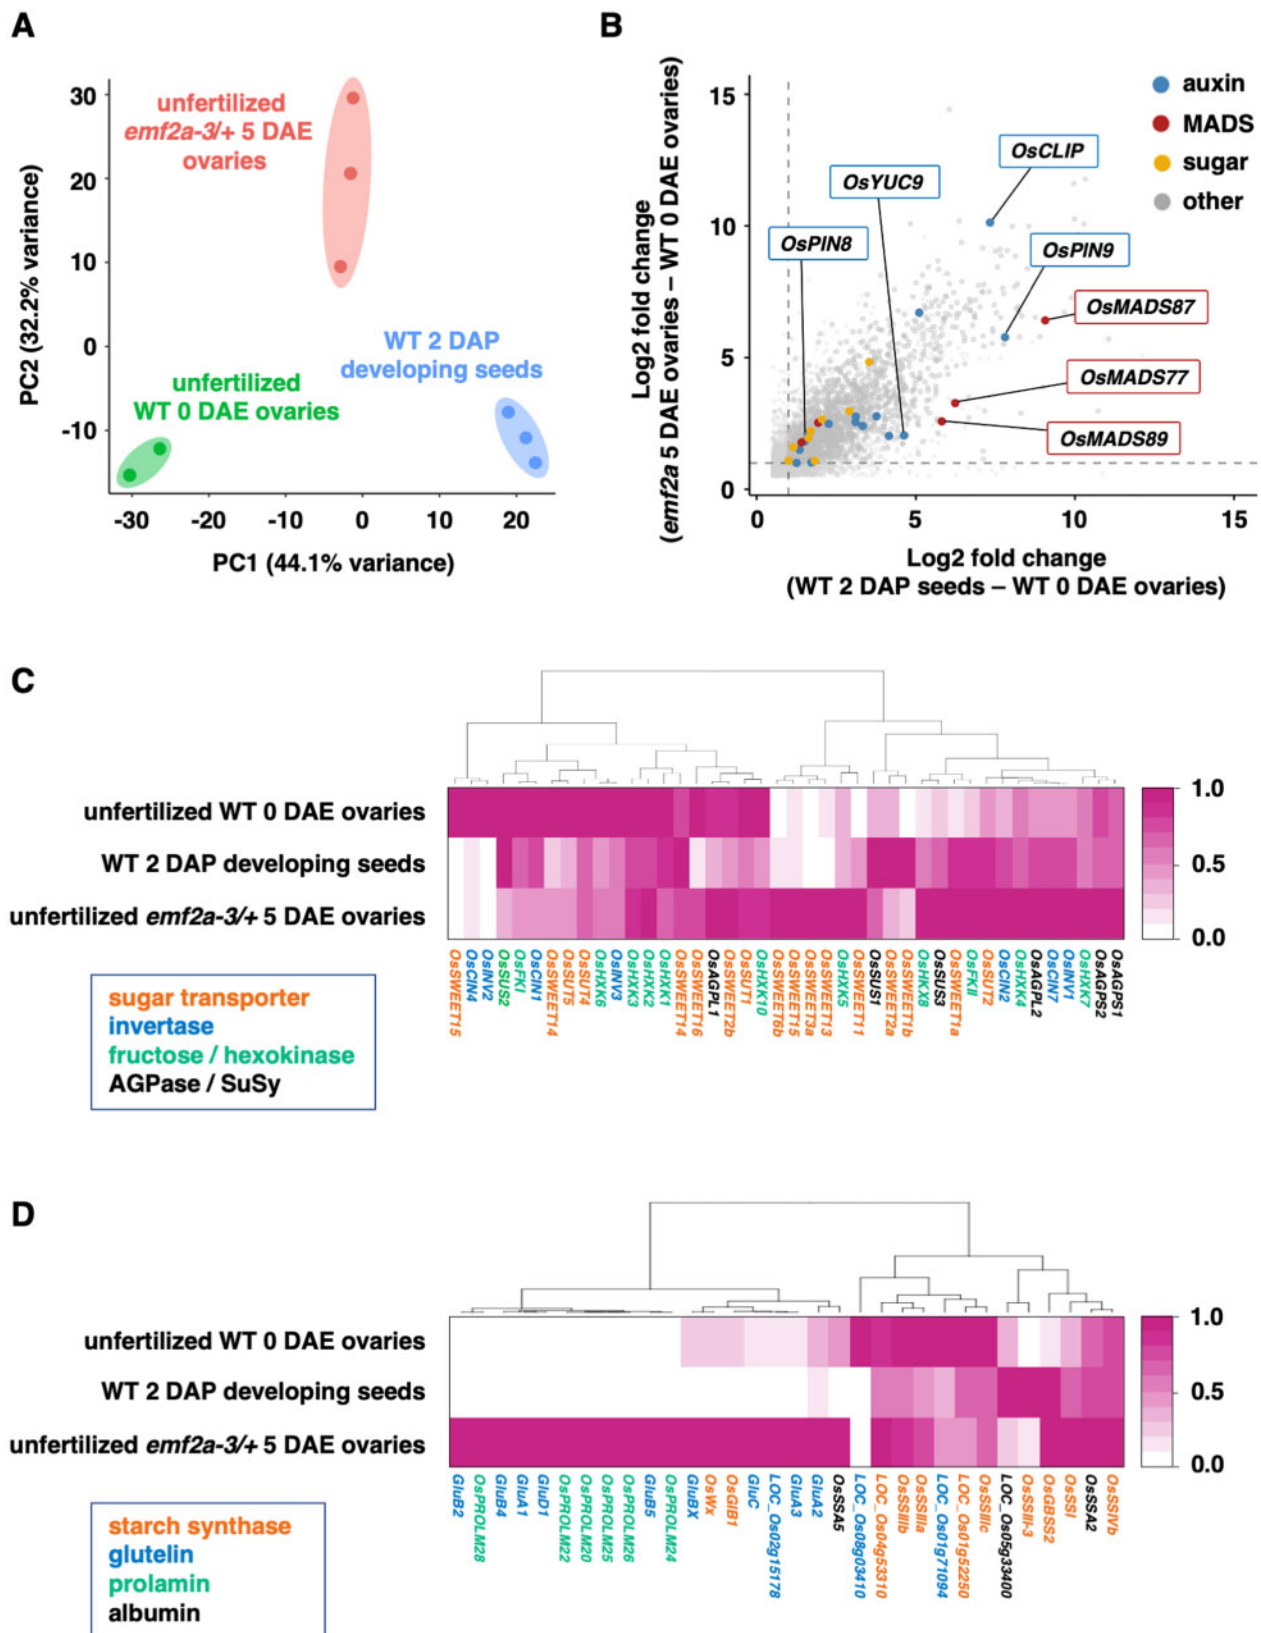 A
unfertilized
emf2a-3/+ 5 DAE
ovaries
WT 2 DAP
developing seeds
unfertilized
WT 0 DAE ovaries
PC2 (32.2% variance)
30
20
10
0
-10
-30
-20
-10
0
10
20
PC1 (44.1% variance)
B
Log2 fold change
(emf2a 5 DAE ovaries – WT 0 DAE ovaries)
15
10
5
0
0
5
10
15
Log2 fold change
(WT 2 DAP seeds – WT 0 DAE ovaries)
auxin
MADS
sugar
other
OsCLIP
OsYUC9
OsPIN8
OsPIN9
OsMADS87
OsMADS77
OsMADS89
C
unfertilized WT 0 DAE ovaries
WT 2 DAP developing seeds
unfertilized emf2a-3/+ 5 DAE ovaries
1.0
0.5
0.0
OsSWEET15
OsCIN4
OsINV2
OsSUS2
OsFKI
OsCIN1
OsSWEET14
OsSUT5
OsSUT4
OsHXK6
OsINV3
OsHXK3
OsHXK2
OsHXK1
OsSWEET14
OsSWEET16
OsAGPL1
OsSWEET2b
OsSUT1
OsHXK10
OsSWEET6b
OsSWEET15
OsSWEET3a
OsSWEET13
OsHXK5
OsSWEET11
OsSUS1
OsSWEET2a
OsSWEET1b
OsHKX8
OsSUS3
OsSWEET1a
OsFKII
OsSUT2
OsCIN2
OsHXK4
OsAGPL2
OsCIN7
OsINV1
OsHXK7
OsAGPS2
OsAGPS1
sugar transporter
invertase
fructose / hexokinase
AGPase / SuSy
D
unfertilized WT 0 DAE ovaries
WT 2 DAP developing seeds
unfertilized emf2a-3/+ 5 DAE ovaries
1.0
0.5
0.0
GluB2
OsPROLM28
GluB4
GluA1
GluD1
OsPROLM22
OsPROLM20
OsPROLM25
OsPROLM26
GluB5
OsPROLM24
GluBX
OsWx
OsGIB1
GluC
LOC_Os02g15178
GluA3
GluA2
OsSSA5
LOC_Os08g03410
LOC_Os04g53310
OsSSIIb
OsSSIIa
LOC_Os01g71094
LOC_Os01g52250
OsSSIIc
LOC_Os05g33400
OsSSII-3
OsGBSS2
OsSSI
OsSSA2
OsSSIVb
starch synthase
glutelin
prolamin
albumin